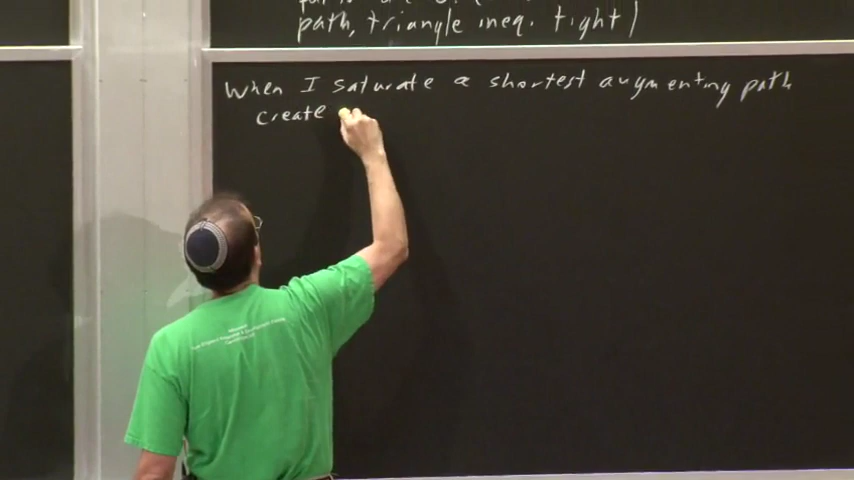 path, triangle ineq. tight)
When I saturate a shortest augmenting path
create